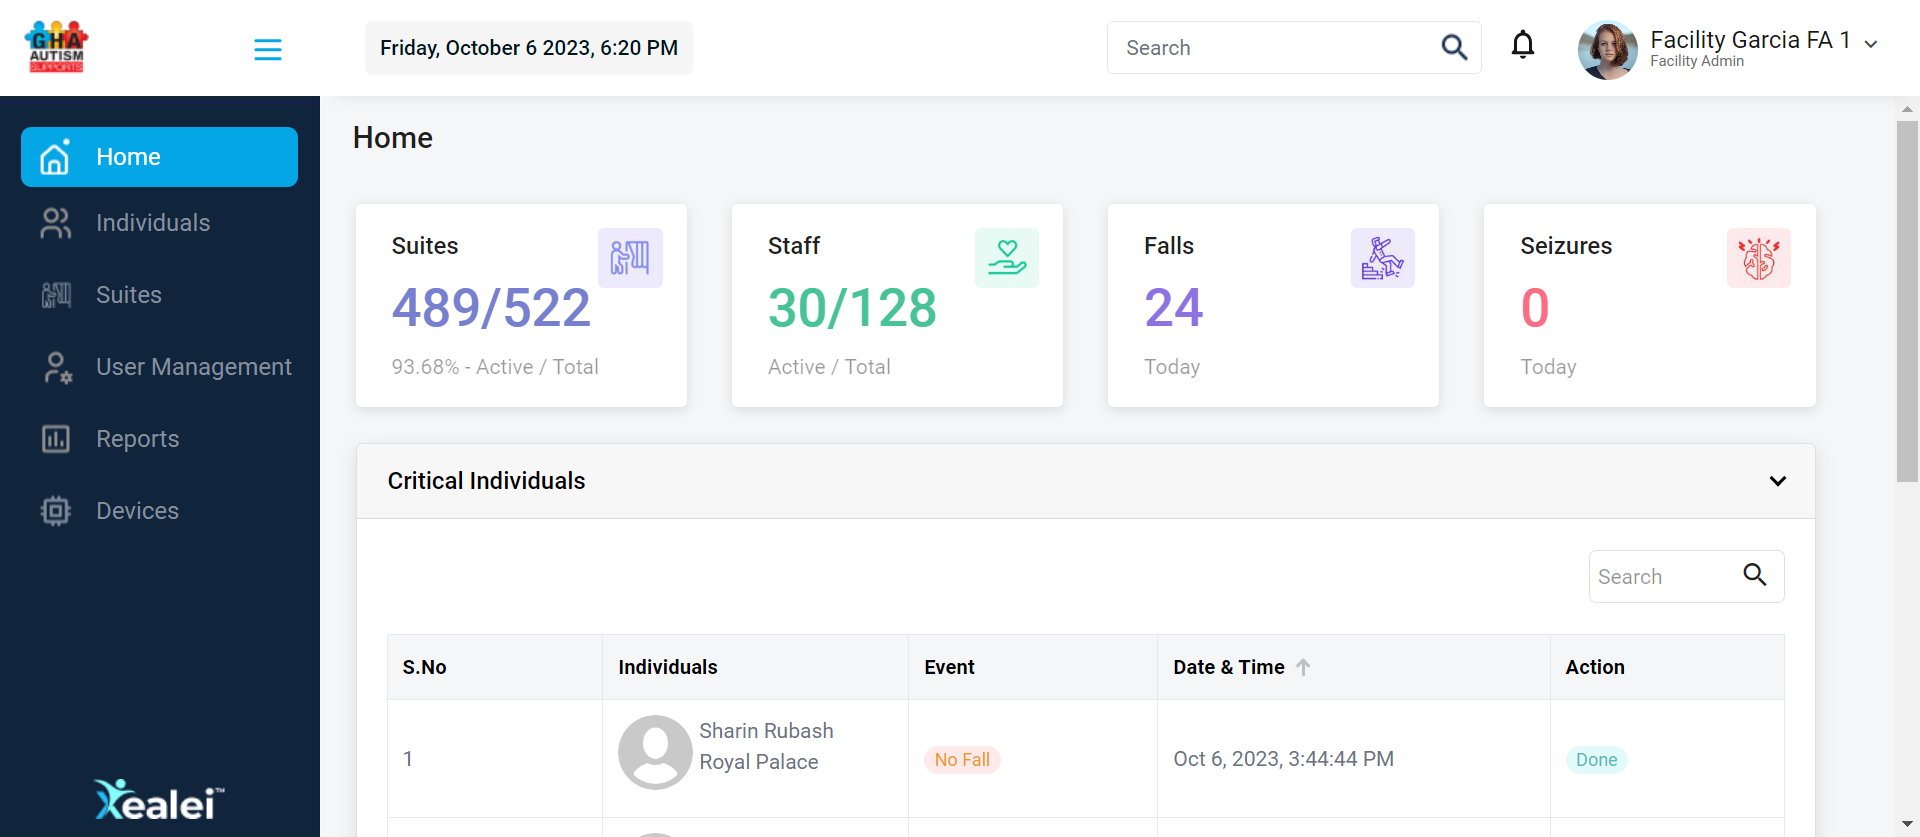 GHA
AUTISM
SUPPORTS
Friday, October 6 2023, 6:20 PM
Search
Facility Garcia FA 1
Facility Admin
Home
Individuals
Suites
User Management
Reports
Devices
Xealei™
Home
Suites
489/522
93.68% - Active / Total
Staff
30/128
Active / Total
Falls
24
Today
Seizures
0
Today
Critical Individuals
Search
S.No Individuals Event Date & Time Action
1 Sharin Rubash No Fall Oct 6, 2023, 3:44:44 PM Done
Royal Palace